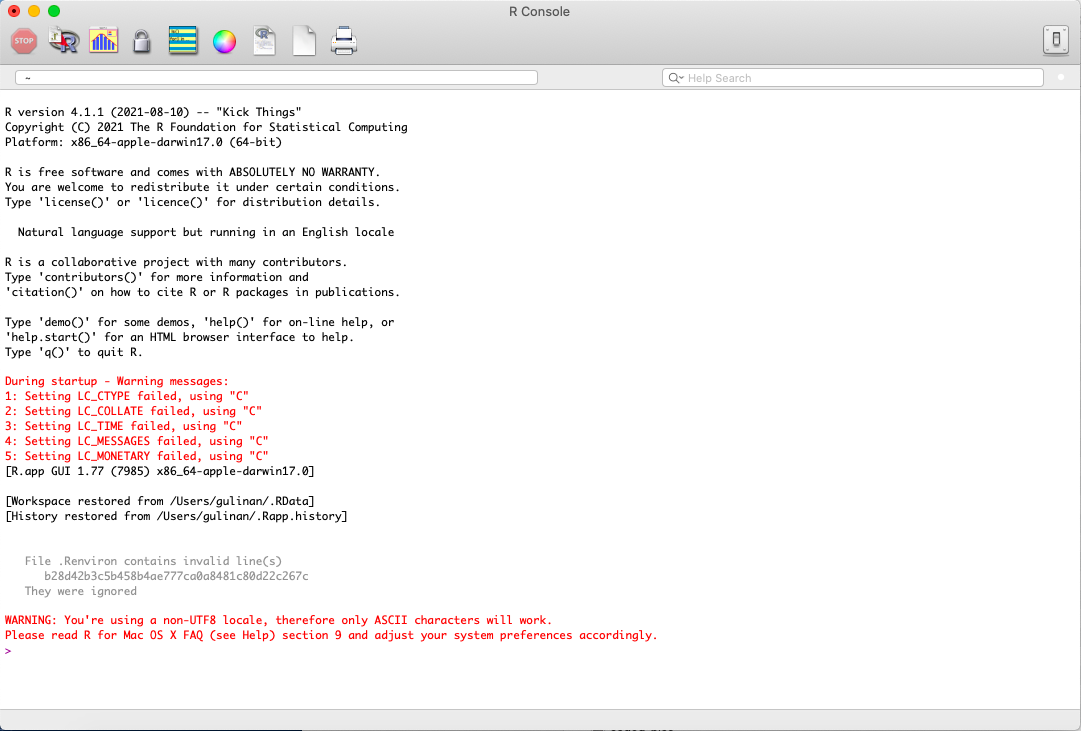 R Console
STOP
R
R
~
Help Search
R version 4.1.1 (2021-08-10) -- "Kick Things"
Copyright (C) 2021 The R Foundation for Statistical Computing
Platform: x86_64-apple-darwin17.0 (64-bit)
R is free software and comes with ABSOLUTELY NO WARRANTY.
You are welcome to redistribute it under certain conditions.
Type 'license()' or 'licence()' for distribution details.
Natural language support but running in an English locale
R is a collaborative project with many contributors.
Type 'contributors()' for more information and
'citation()' on how to cite R or R packages in publications.
Type 'demo()' for some demos, 'help()' for on-line help, or
'help.start()' for an HTML browser interface to help.
Type 'q()' to quit R.
During startup - Warning messages:
1: Setting LC_CTYPE failed, using "C"
2: Setting LC_COLLATE failed, using "C"
3: Setting LC_TIME failed, using "C"
4: Setting LC_MESSAGES failed, using "C"
5: Setting LC_MONETARY failed, using "C"
[R.app GUI 1.77 (7985) x86_64-apple-darwin17.0]
[Workspace restored from /Users/gulinan/.RData]
[History restored from /Users/gulinan/.Rapp.history]
File .Renviron contains invalid line(s)
b28d42b3c5b458b4ae777ca0a8481c80d22c267c
They were ignored
WARNING: You're using a non-UTF8 locale, therefore only ASCII characters will work.
Please read R for Mac OS X FAQ (see Help) section 9 and adjust your system preferences accordingly.
>